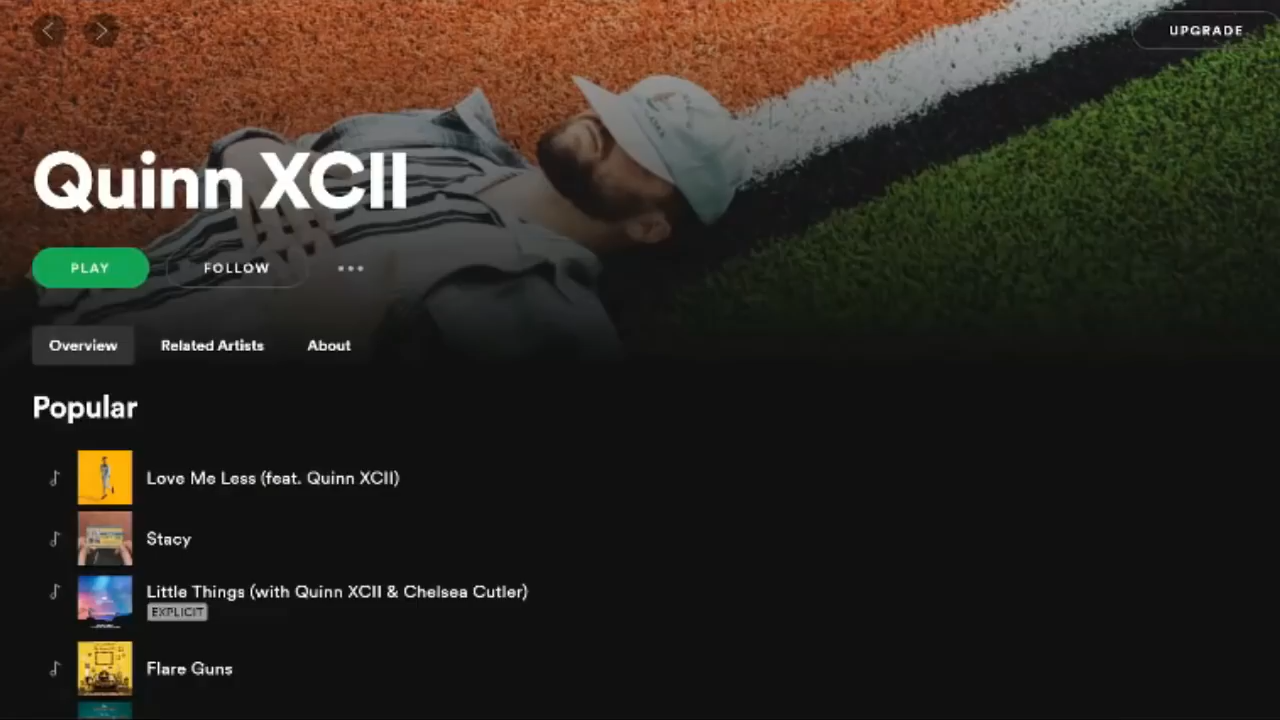 UPGRADE
Quinn XCII
PLAY
FOLLOW
Overview
Related Artists
About
Popular
Love Me Less (feat. Quinn XCII)
Stacy
Little Things (with Quinn XCII & Chelsea Cutler)
EXPLICIT
Flare Guns